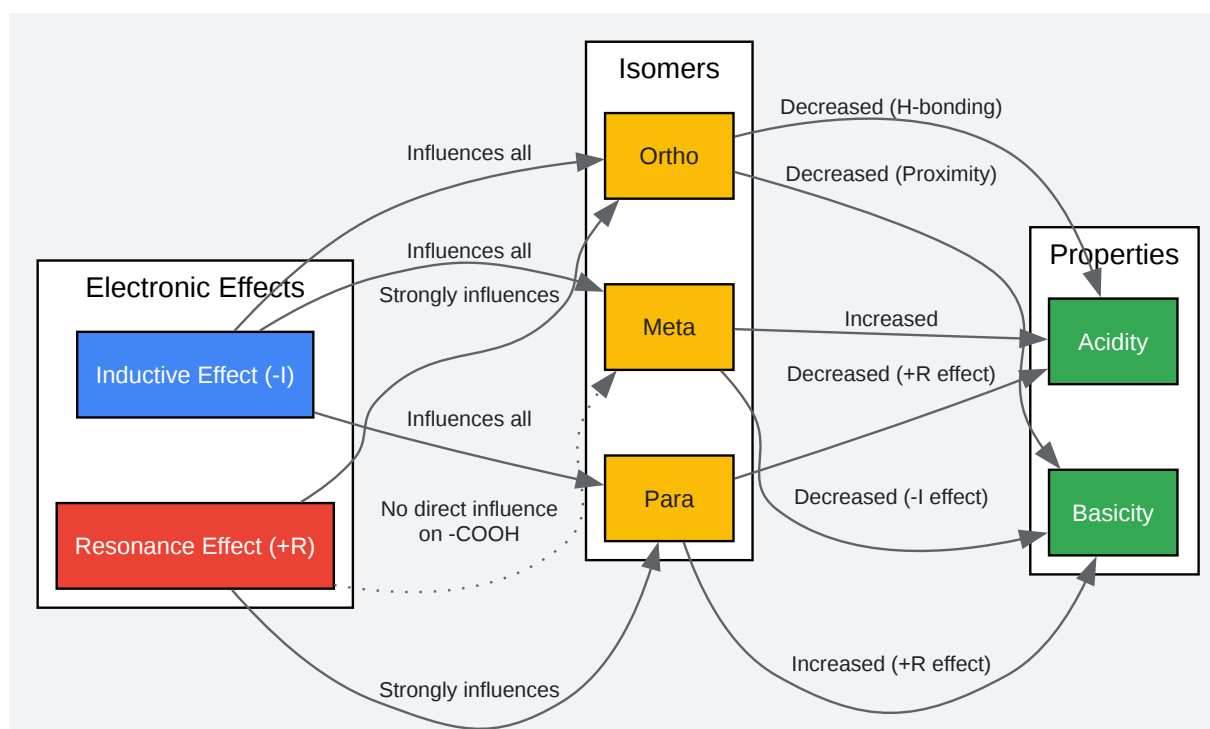 Electronic Effects
Inductive Effect (-I)
Resonance Effect (+R)
Influences all
Influences all
Strongly influences
Influences all
No direct influence
on -COOH
Strongly influences
Isomers
Ortho
Meta
Para
Decreased (H-bonding)
Decreased (Proximity)
Increased
Decreased (+R effect)
Decreased (-I effect)
Increased (+R effect)
Properties
Acidity
Basicity